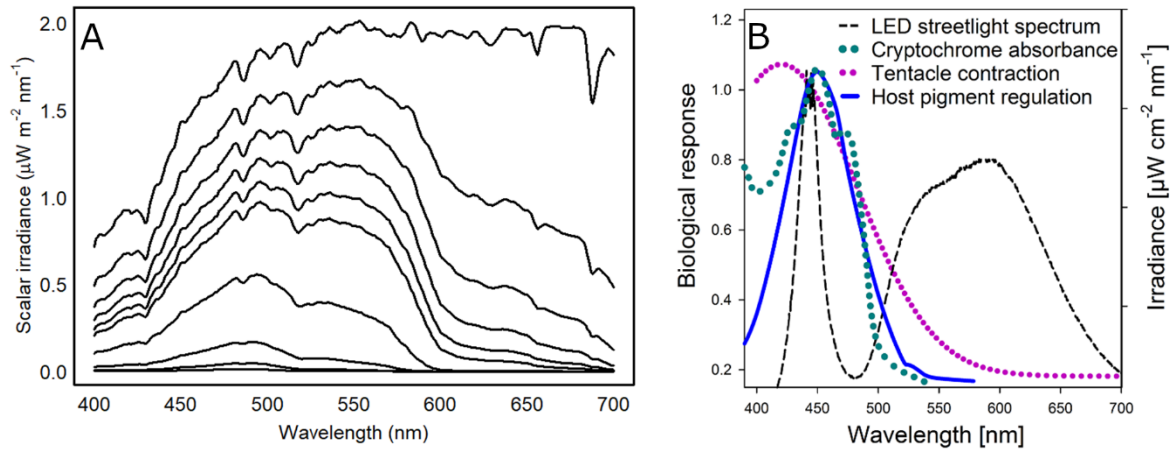 A
Scalar irradiance (µW m⁻² nm⁻¹)
2.0
1.5
1.0
0.5
0.0
400 450 500 550 600 650 700
Wavelength (nm)
B
LED streetlight spectrum
Cryptochrome absorbance
Tentacle contraction
Host pigment regulation
Biological response
1.0
0.8
0.6
0.4
0.2
400 450 500 550 600 650 700
Wavelength [nm]
Irradiance [µW cm⁻² nm⁻¹]